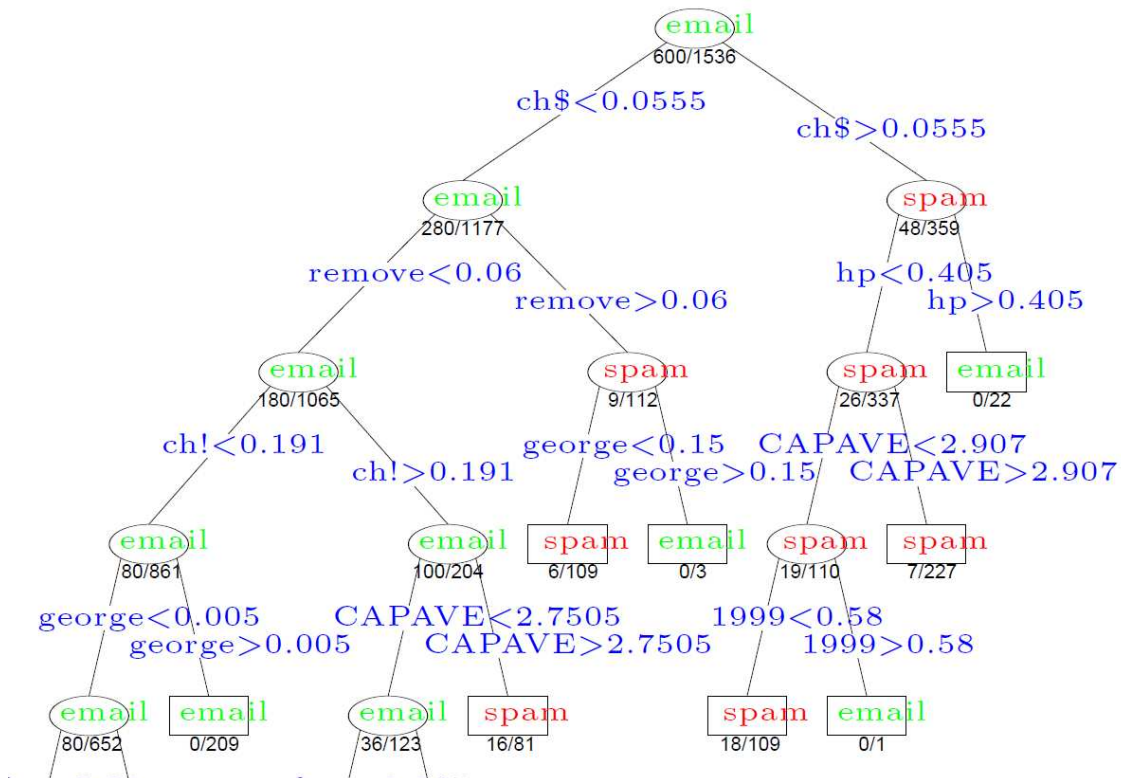 email
600/1536
ch$<0.0555
ch$>0.0555
email
280/1177
spam
48/359
remove<0.06
hp<0.405
remove>0.06
hp>0.405
email
180/1065
spam
9/112
spam
26/337
email
0/22
ch!<0.191
george<0.15
CAPAVE<2.907
ch!>0.191
george>0.15
CAPAVE>2.907
email
80/861
email
100/204
spam
6/109
email
0/3
spam
19/110
spam
7/227
george<0.005
CAPAVE<2.7505
1999<0.58
george>0.005
CAPAVE>2.7505
1999>0.58
email
80/652
email
0/209
email
36/123
spam
16/81
spam
18/109
email
0/1